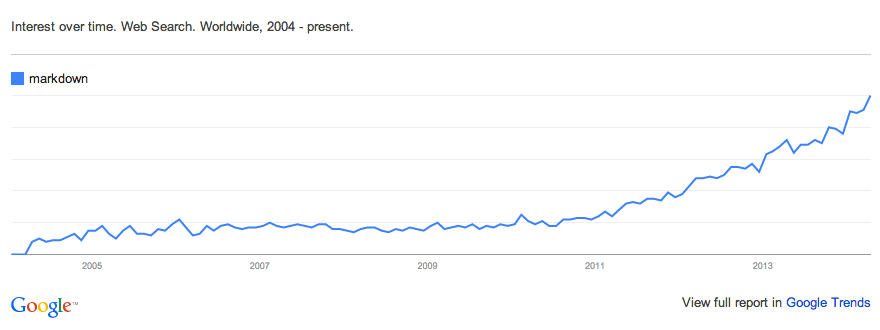 Interest over time. Web Search. Worldwide, 2004 - present.
markdown
2005 2007 2009 2011 2013
Google™
View full report in Google Trends